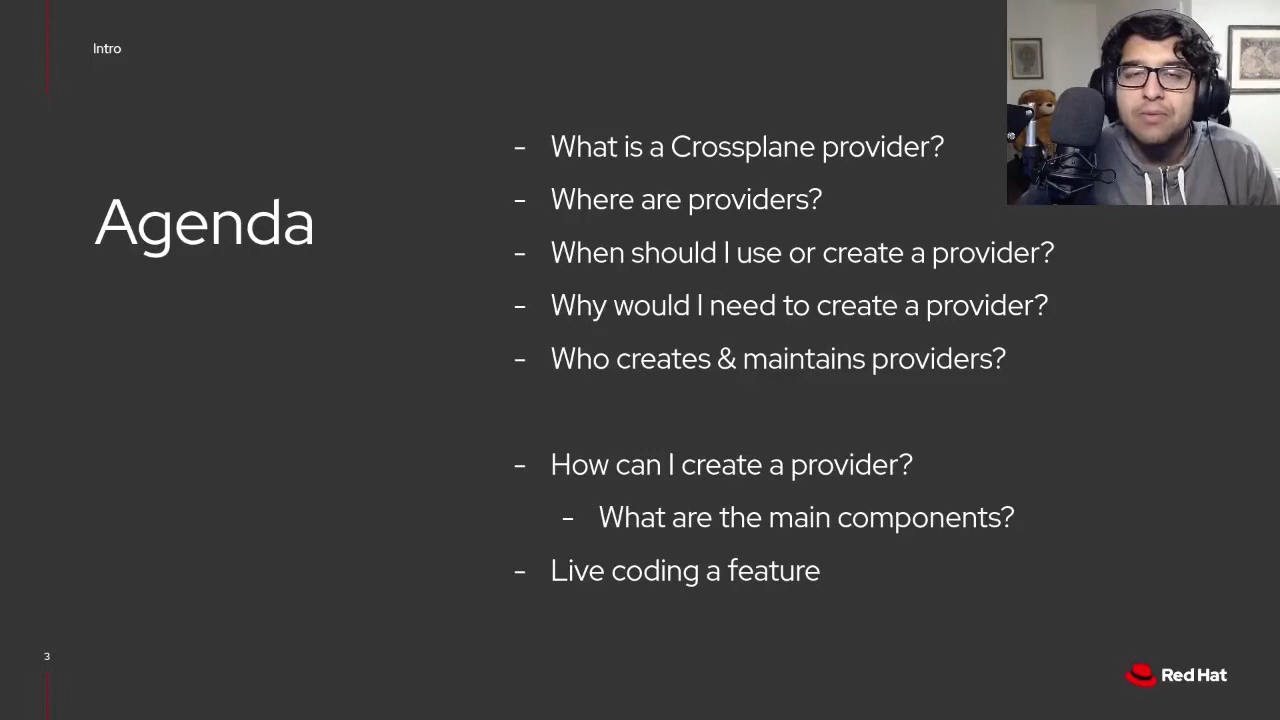 Intro
Agenda
- What is a Crossplane provider?
- Where are providers?
- When should I use or create a provider?
- Why would I need to create a provider?
- Who creates & maintains providers?
- How can I create a provider?
- What are the main components?
- Live coding a feature
3
Red Hat